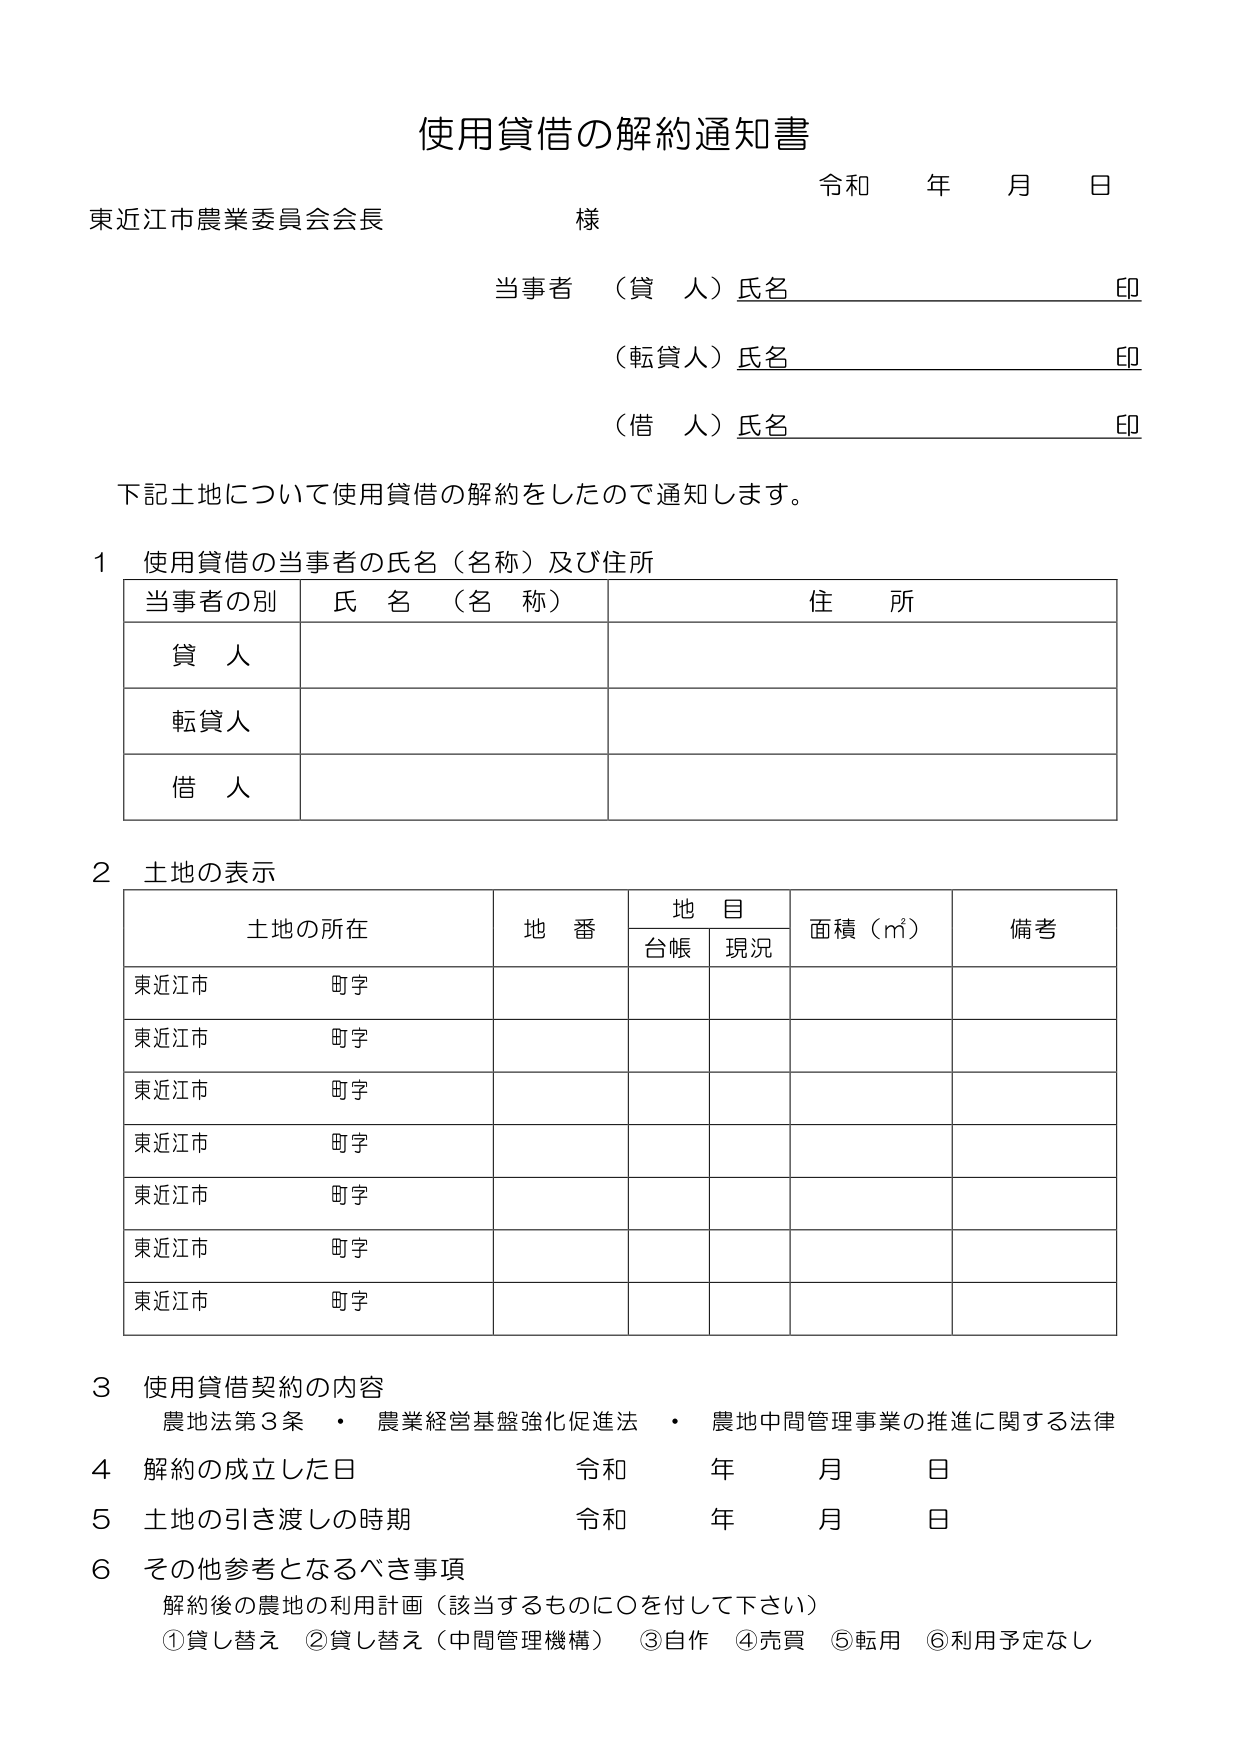 使用貸借の解約通知書
令和　　年　　月　　日
東近江市農業委員会会長　　　　　　　様
当事者　（貸　人）氏名　　　　　　　　　　　　印
（転貸人）氏名　　　　　　　　　　　　印
（借　人）氏名　　　　　　　　　　　　印
下記土地について使用貸借の解約をしたので通知します。
１　使用貸借の当事者の氏名（名称）及び住所
当事者の別　氏　名　（名　称）　住　　所
貸　人
転貸人
借　人
２　土地の表示
土地の所在　地　番　地　目　面積（㎡）　備考
台帳　現況
東近江市　　　　　　町字
東近江市　　　　　　町字
東近江市　　　　　　町字
東近江市　　　　　　町字
東近江市　　　　　　町字
東近江市　　　　　　町字
東近江市　　　　　　町字
３　使用貸借契約の内容
農地法第３条　・　農業経営基盤強化促進法　・　農地中間管理事業の推進に関する法律
４　解約の成立した日　　　　　　　　令和　　　年　　　月　　　日
５　土地の引き渡しの時期　　　　　　令和　　　年　　　月　　　日
６　その他参考となるべき事項
解約後の農地の利用計画（該当するものに〇を付して下さい）
①貸し替え　②貸し替え（中間管理機構）　③自作　④売買　⑤転用　⑥利用予定なし